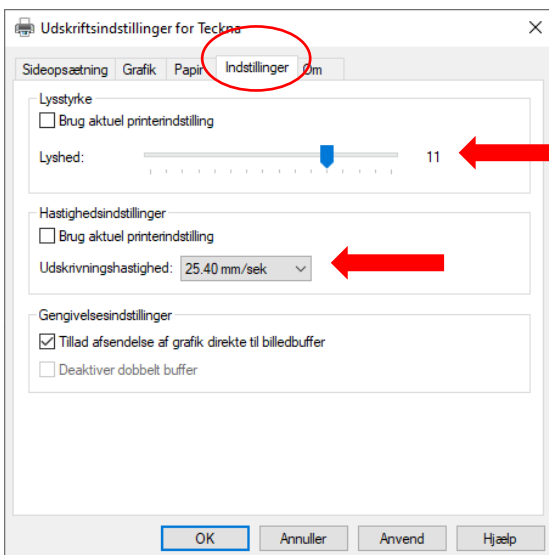 Udskriftsindstillinger for Teckna
Sideopsætning Grafik Papir Indstillinger Om
Lysstyrke
Brug aktuel printerindstilling
Lyshed: 11
Hastighedsindstillinger
Brug aktuel printerindstilling
Udskrivningshastighed: 25.40 mm/sek
Gengivelsesindstillinger
Tillad afsendelse af grafik direkte til billedbuffer
Deaktiver dobbelt buffer
OK Annuller Anvend Hjælp